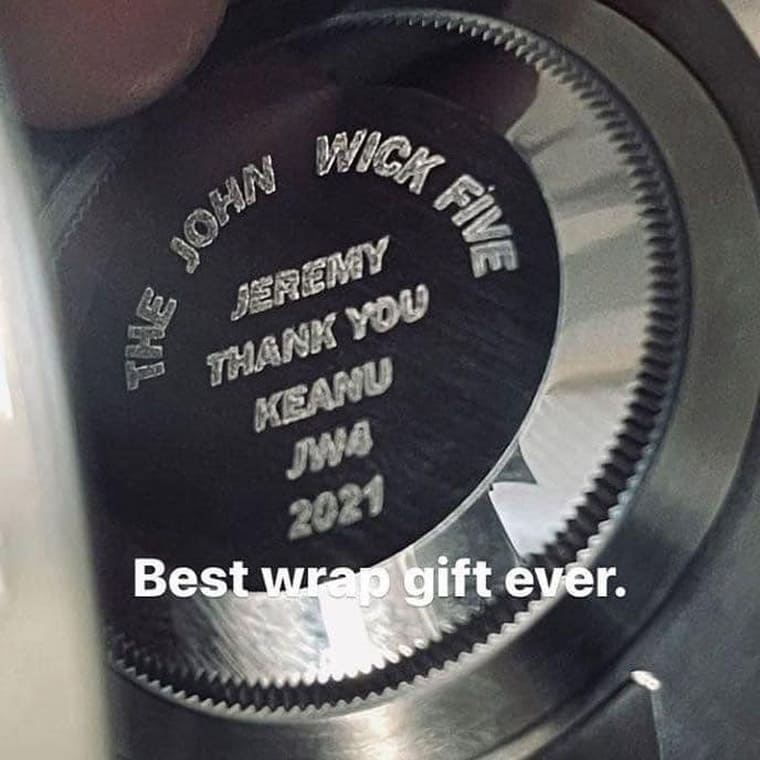 THE JOHN WICK FIVE
JEREMY
THANK YOU
KEANU
JW4
2021
Best wrap gift ever.